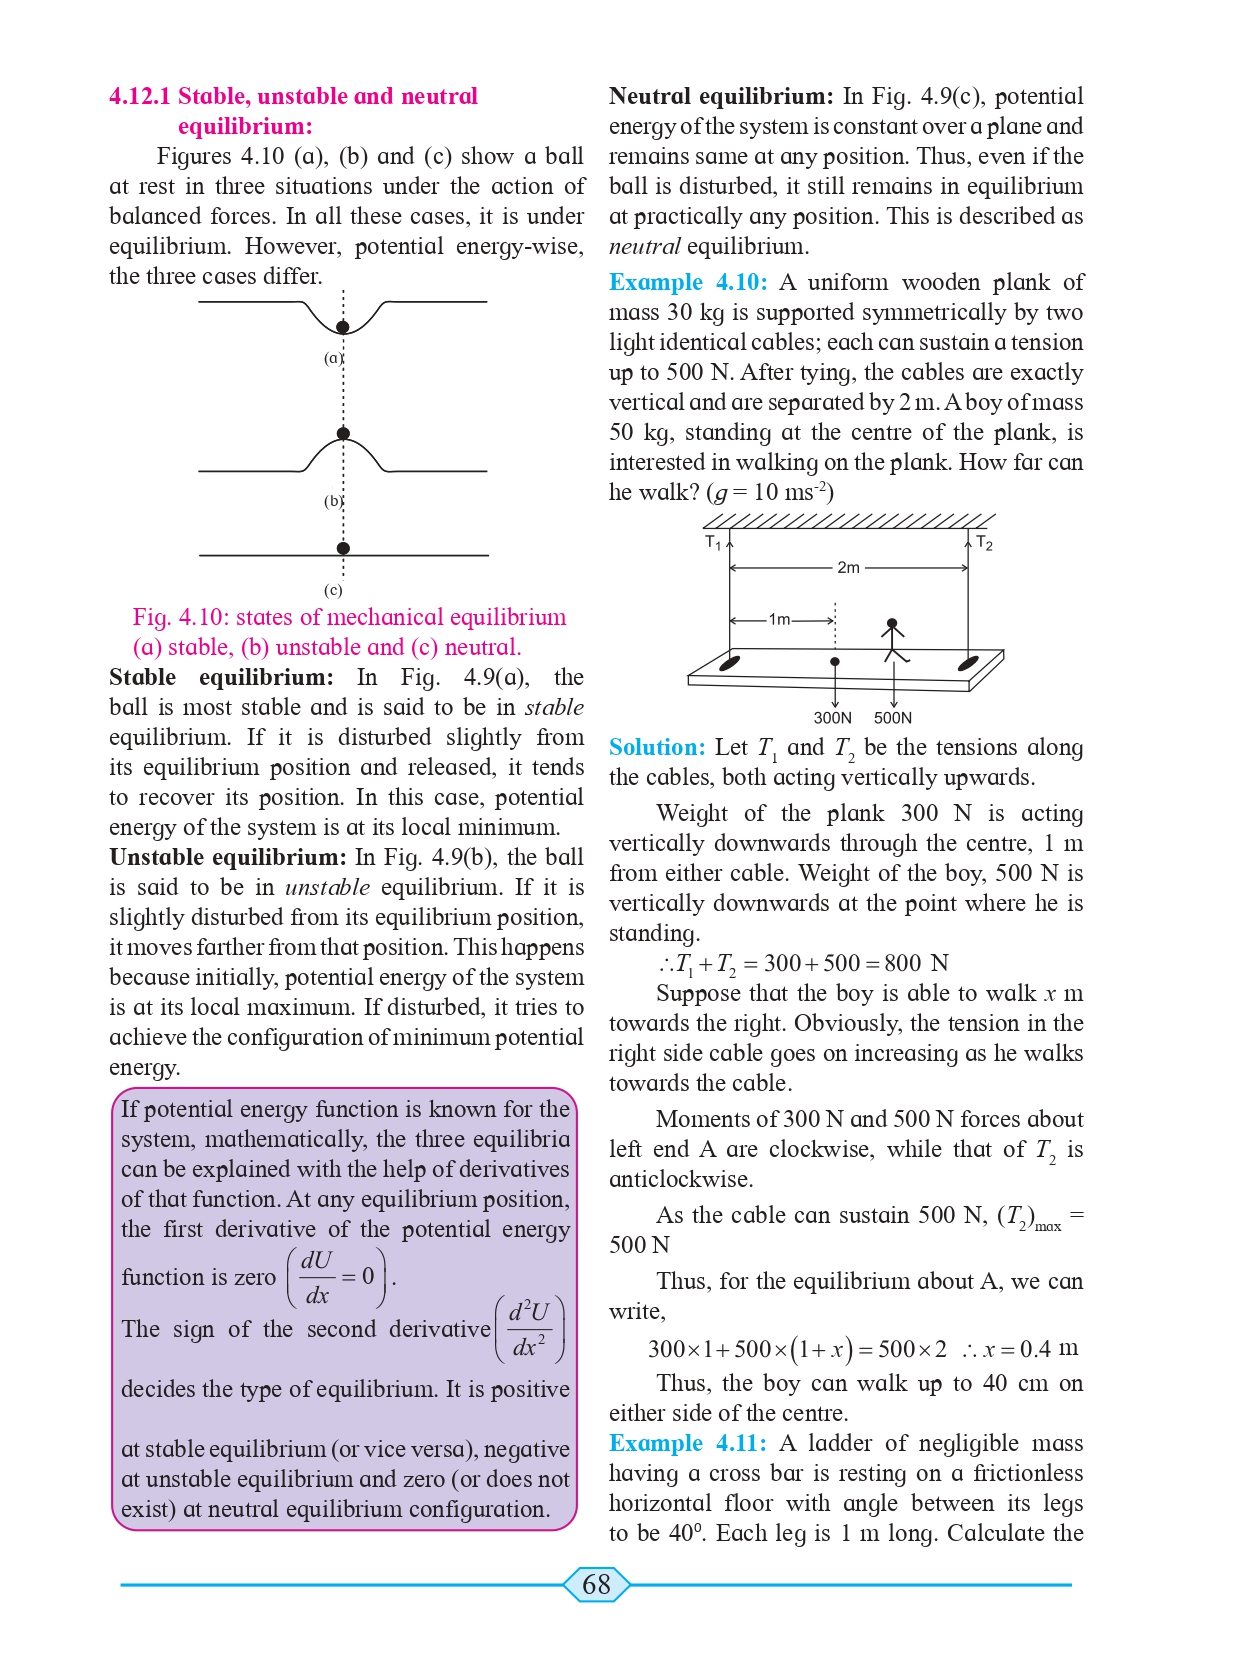 4.12.1 Stable, unstable and neutral
equilibrium:
Figures 4.10 (a), (b) and (c) show a ball
at rest in three situations under the action of
balanced forces. In all these cases, it is under
equilibrium. However, potential energy-wise,
the three cases differ.
(a)
(b)
(c)
Fig. 4.10: states of mechanical equilibrium
(a) stable, (b) unstable and (c) neutral.
Stable equilibrium: In Fig. 4.9(a), the
ball is most stable and is said to be in stable
equilibrium. If it is disturbed slightly from
its equilibrium position and released, it tends
to recover its position. In this case, potential
energy of the system is at its local minimum.
Unstable equilibrium: In Fig. 4.9(b), the ball
is said to be in unstable equilibrium. If it is
slightly disturbed from its equilibrium position,
it moves farther from that position. This happens
because initially, potential energy of the system
is at its local maximum. If disturbed, it tries to
achieve the configuration of minimum potential
energy.
If potential energy function is known for the
system, mathematically, the three equilibria
can be explained with the help of derivatives
of that function. At any equilibrium position,
the first derivative of the potential energy
function is zero (dU/dx = 0).
The sign of the second derivative (d²U/dx²)
decides the type of equilibrium. It is positive
at stable equilibrium (or vice versa), negative
at unstable equilibrium and zero (or does not
exist) at neutral equilibrium configuration.
Neutral equilibrium: In Fig. 4.9(c), potential
energy of the system is constant over a plane and
remains same at any position. Thus, even if the
ball is disturbed, it still remains in equilibrium
at practically any position. This is described as
neutral equilibrium.
Example 4.10: A uniform wooden plank of
mass 30 kg is supported symmetrically by two
light identical cables; each can sustain a tension
up to 500 N. After tying, the cables are exactly
vertical and are separated by 2 m. A boy of mass
50 kg, standing at the centre of the plank, is
interested in walking on the plank. How far can
he walk? (g = 10 ms⁻²)
T₁ T₂
2m
1m
300N 500N
Solution: Let T₁ and T₂ be the tensions along
the cables, both acting vertically upwards.
Weight of the plank 300 N is acting
vertically downwards through the centre, 1 m
from either cable. Weight of the boy, 500 N is
vertically downwards at the point where he is
standing.
∴T₁ + T₂ = 300 + 500 = 800 N
Suppose that the boy is able to walk x m
towards the right. Obviously, the tension in the
right side cable goes on increasing as he walks
towards the cable.
Moments of 300 N and 500 N forces about
left end A are clockwise, while that of T₂ is
anticlockwise.
As the cable can sustain 500 N, (T₂)max =
500 N
Thus, for the equilibrium about A, we can
write,
300×1+500×(1+x)=500×2 ∴ x = 0.4 m
Thus, the boy can walk up to 40 cm on
either side of the centre.
Example 4.11: A ladder of negligible mass
having a cross bar is resting on a frictionless
horizontal floor with angle between its legs
to be 40⁰. Each leg is 1 m long. Calculate the
68